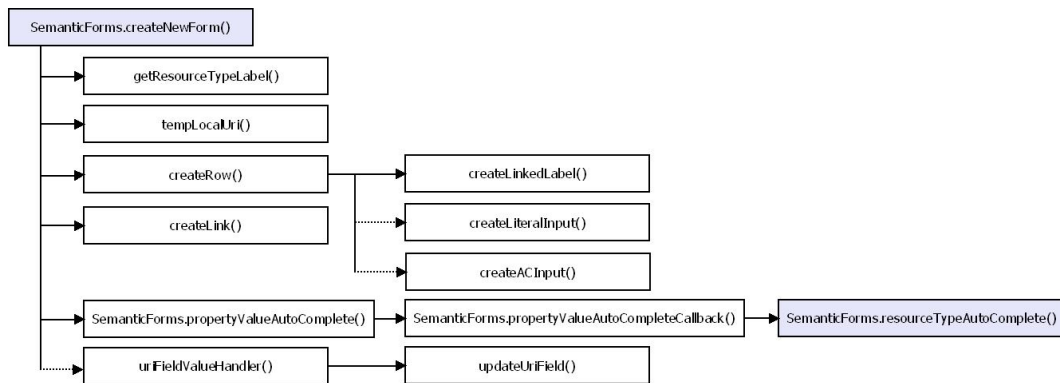 SemanticForms.createNewForm()
getResourceTypeLabel()
tempLocalUri()
createRow()
createLinkedLabel()
createLink()
createLiteralInput()
createACInput()
SemanticForms.propertyValueAutoComplete()
SemanticForms.propertyValueAutoCompleteCallback()
SemanticForms.resourceTypeAutoComplete()
uriFieldValueHandler()
updateUriField()